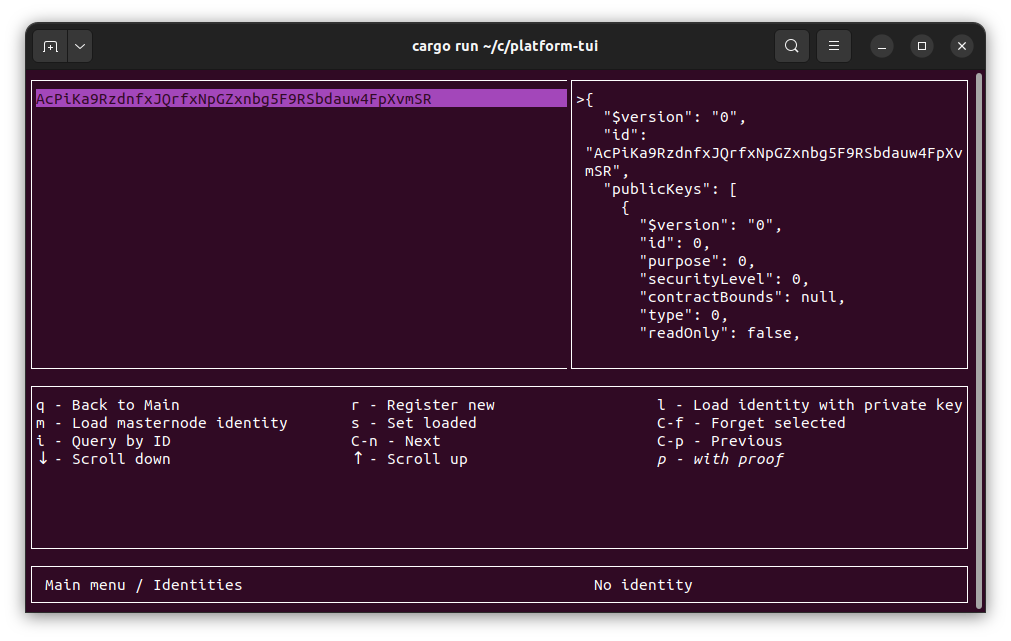 cargo run ~/c/platform-tui
AcPiKa9RzdnfxJQrfxNpGZxnbg5F9RSbdauw4FpXvmSR
>{
"$version": "0",
"id":
"AcPiKa9RzdnfxJQrfxNpGZxnbg5F9RSbdauw4FpXv
mSR",
"publicKeys": [
{
"$version": "0",
"id": 0,
"purpose": 0,
"securityLevel": 0,
"contractBounds": null,
"type": 0,
"readOnly": false,
q - Back to Main r - Register new l - Load identity with private key
m - Load masternode identity s - Set loaded C-f - Forget selected
i - Query by ID C-n - Next C-p - Previous
↓ - Scroll down ↑ - Scroll up p - with proof
Main menu / Identities No identity